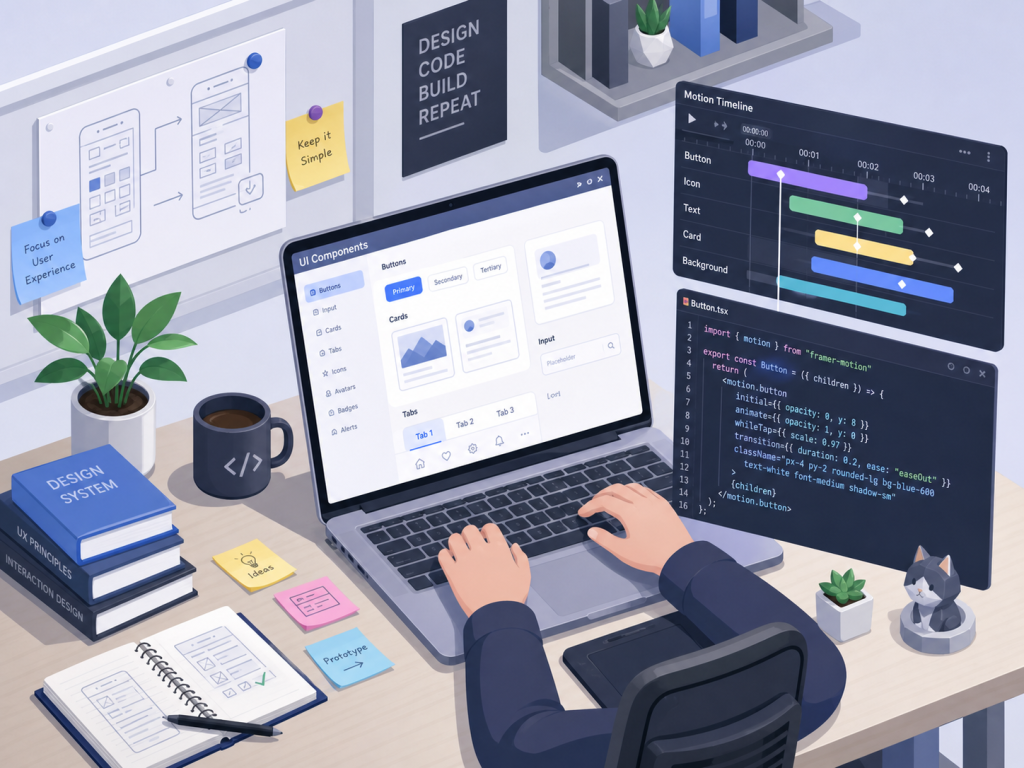 DESIGN
CODE
BUILD
REPEAT
Keep it
Simple
Focus on
User
Experience
Motion Timeline
00:00:00
00:00
00:01
00:02
00:03
00:04
Button
Icon
Text
Card
Background
UI Components
Buttons
Input
Cards
Tabs
Icons
Avatars
Badges
Alerts
Buttons
Primary
Secondary
Tertiary
Cards
Input
Placeholder
Tabs
Tab 1
Tab 2
Tab 3
Button.tsx
1 import { motion } from "framer-motion"
2
3 export const Button = ({ children }) => {
4 return (
5 <motion.button
6 initial={{ opacity: 0, y: 8 }}
7 animate={{ opacity: 1, y: 0 }}
8 whileTap={{ scale: 0.97 }}
9 transition={{ duration: 0.2, ease: "easeOut" }}
10 className="px-4 py-2 rounded-lg bg-blue-600
11 text-white font-medium shadow-sm"
12 >
13 {children}
14 </motion.button>
15 );
16 };
</>
DESIGN
SYSTEM
UX PRINCIPLES
INTERACTION DESIGN
Ideas
Prototype